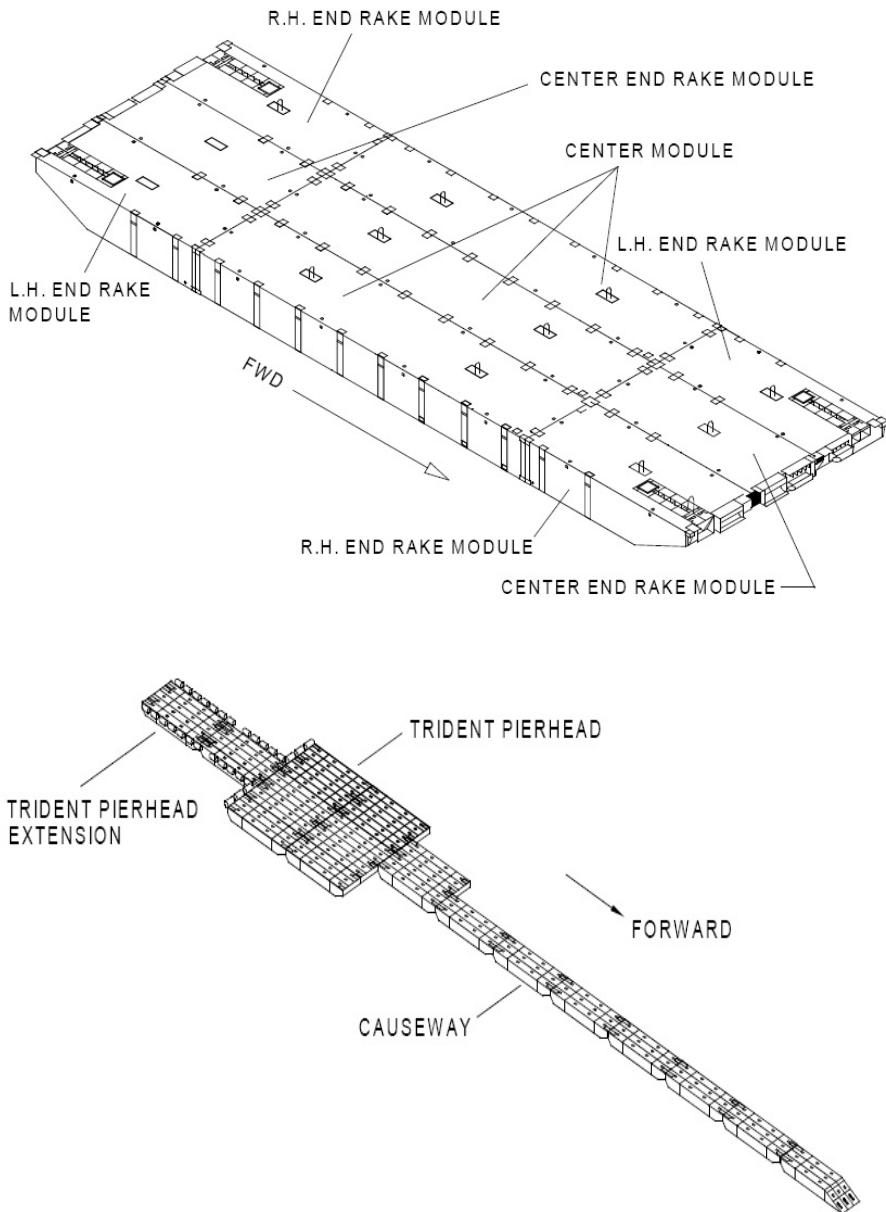 R.H. END RAKE MODULE
CENTER END RAKE MODULE
CENTER MODULE
L.H. END RAKE MODULE
L.H. END RAKE
MODULE
FWD
R.H. END RAKE MODULE
CENTER END RAKE MODULE
TRIDENT PIERHEAD
TRIDENT PIERHEAD
EXTENSION
FORWARD
CAUSEWAY